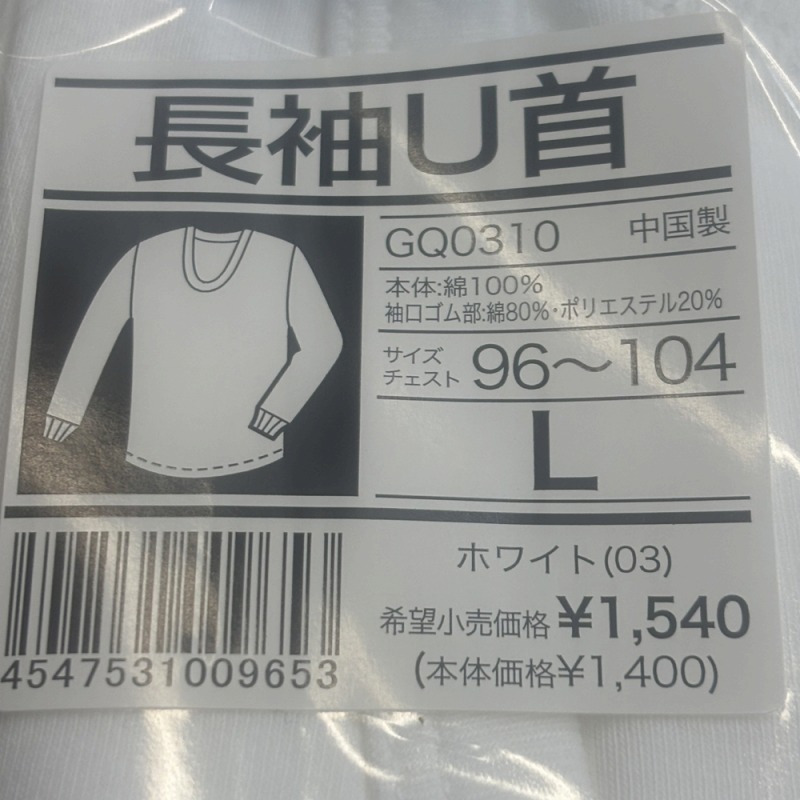 長袖U首
GQ0310 中国製
本体:綿100%
袖口ゴム部:綿80%・ポリエステル20%
サイズ
チェスト 96〜104
L
ホワイト(03)
希望小売価格 ¥1,540
(本体価格¥1,400)
4547531009653